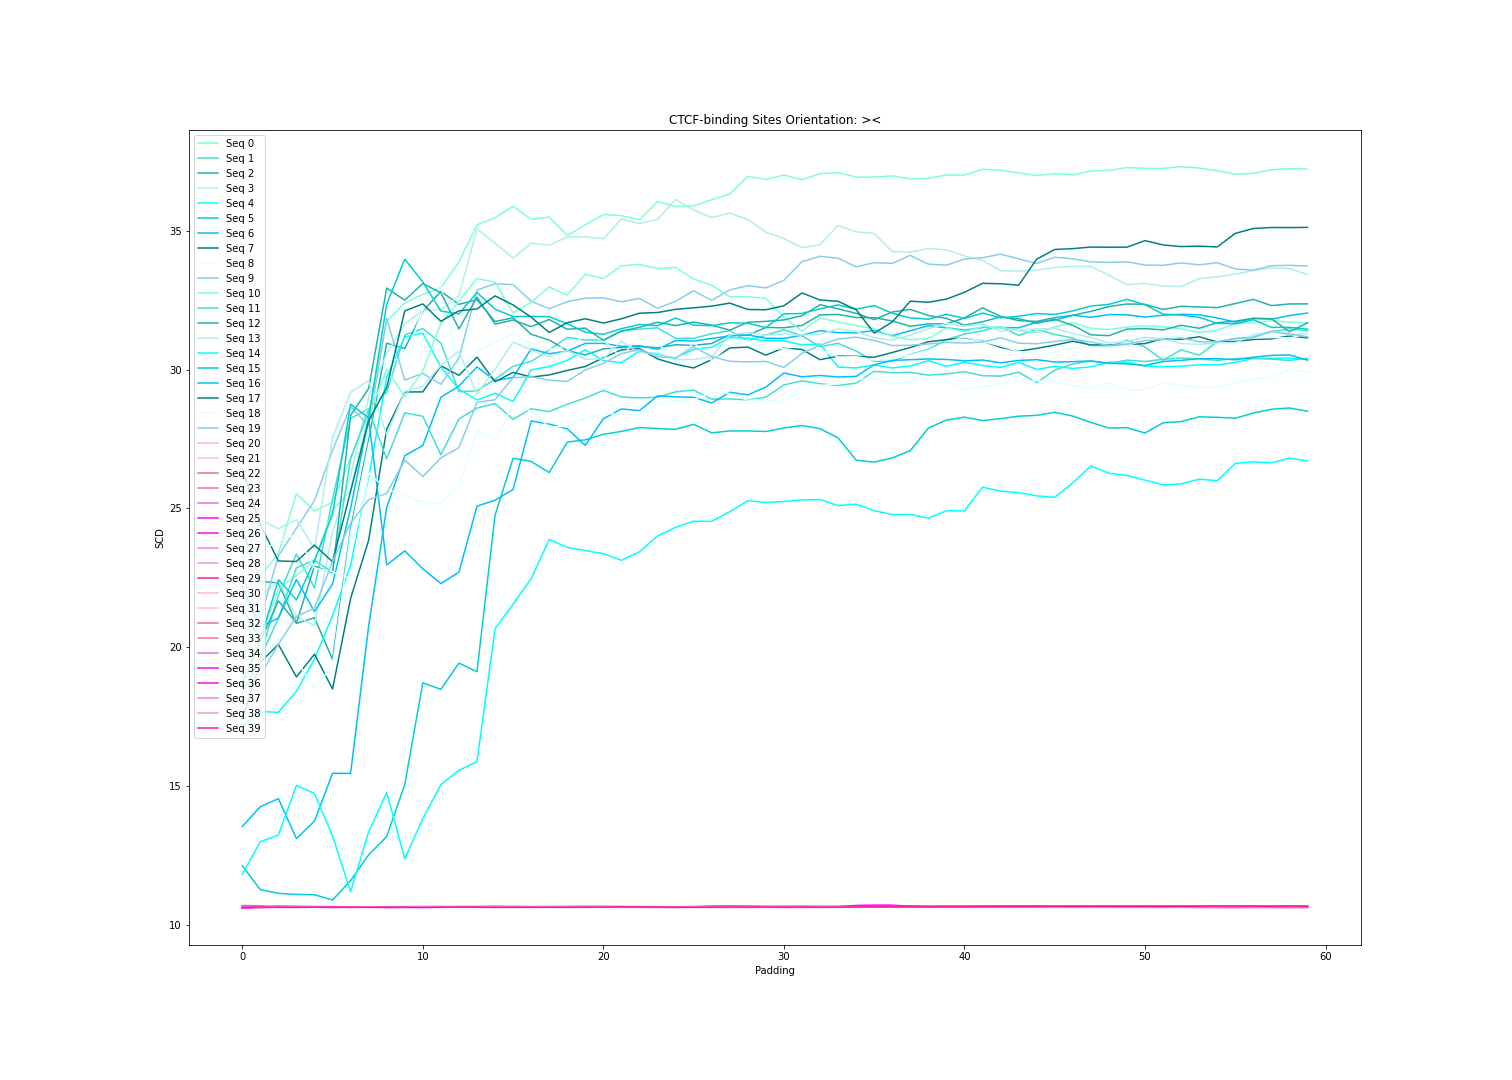 CTCF-binding Sites Orientation: ><
Seq 0
Seq 1
Seq 2
Seq 3
Seq 4
Seq 5
Seq 6
Seq 7
Seq 8
Seq 9
Seq 10
Seq 11
Seq 12
Seq 13
Seq 14
Seq 15
Seq 16
Seq 17
Seq 18
Seq 19
Seq 20
Seq 21
Seq 22
Seq 23
Seq 24
Seq 25
Seq 26
Seq 27
Seq 28
Seq 29
Seq 30
Seq 31
Seq 32
Seq 33
Seq 34
Seq 35
Seq 36
Seq 37
Seq 38
Seq 39
35
30
25
20
15
10
SCD
0 10 20 30 40 50 60
Padding